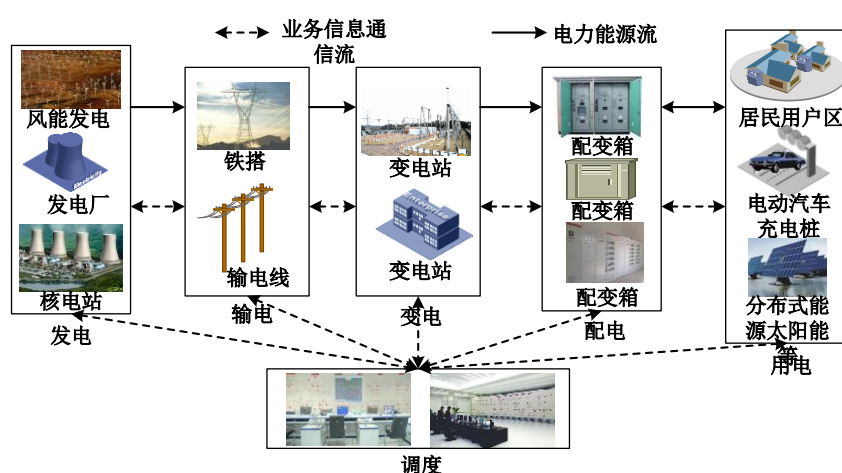 业务信息通
信流
电力能源流
风能发电
Electricity
发电厂
核电站
发电
铁搭
输电线
输电
变电站
Enterprise
变电站
变电
配变箱
配变箱
配变箱
配电
居民用户区
电动汽车
充电桩
分布式能
源太阳能
等
用电
调度